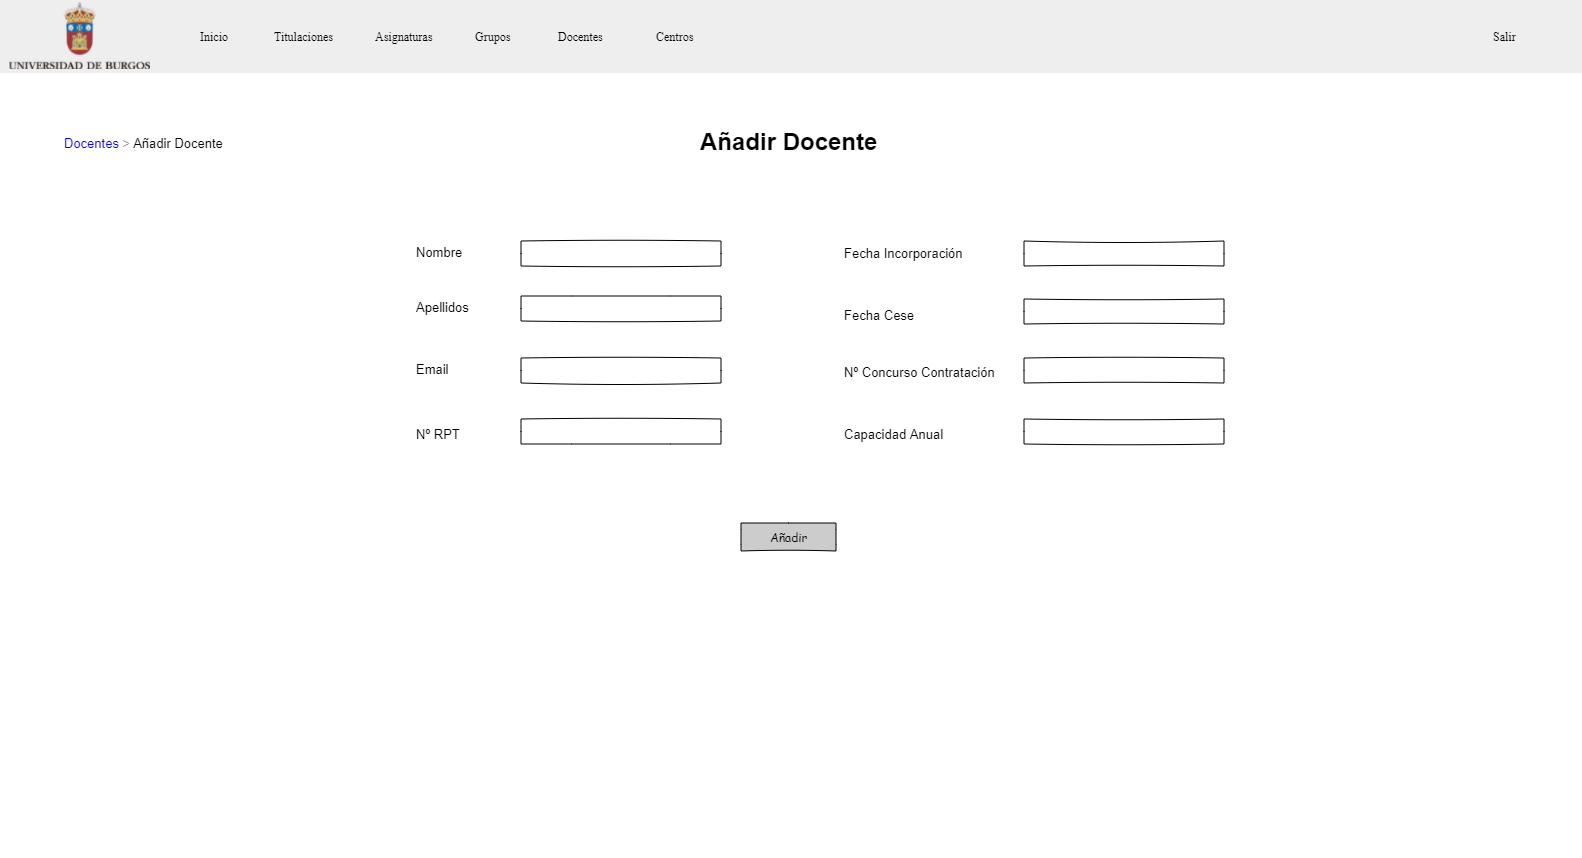 UNIVERSIDAD DE BURGOS
Inicio Titulaciones Asignaturas Grupos Docentes Centros Salir
Docentes > Añadir Docente
Añadir Docente
Nombre Fecha Incorporación
Apellidos Fecha Cese
Email Nº Concurso Contratación
Nº RPT Capacidad Anual
Añadir